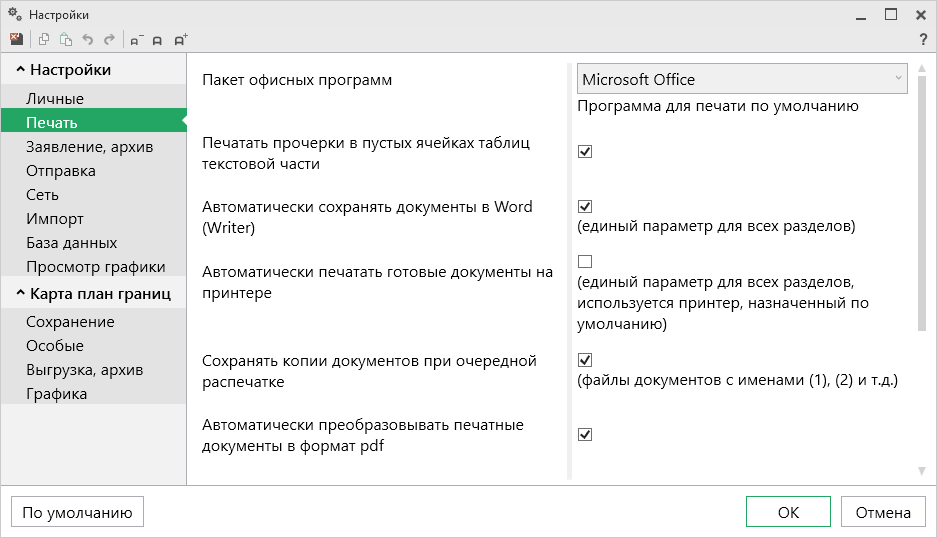 Настройки
?
Настройки
Личные
Печать
Заявление, архив
Отправка
Сеть
Импорт
База данных
Просмотр графики
Карта план границ
Сохранение
Особые
Выгрузка, архив
Графика
Пакет офисных программ
Microsoft Office
Программа для печати по умолчанию
Печатать прочерки в пустых ячейках таблиц
текстовой части
Автоматически сохранять документы в Word
(Writer)
(единый параметр для всех разделов)
Автоматически печатать готовые документы на
принтере
(единый параметр для всех разделов,
используется принтер, назначенный по
умолчанию)
Сохранять копии документов при очередной
распечатке
(файлы документов с именами (1), (2) и т.д.)
Автоматически преобразовывать печатные
документы в формат pdf
По умолчанию
ОК
Отмена